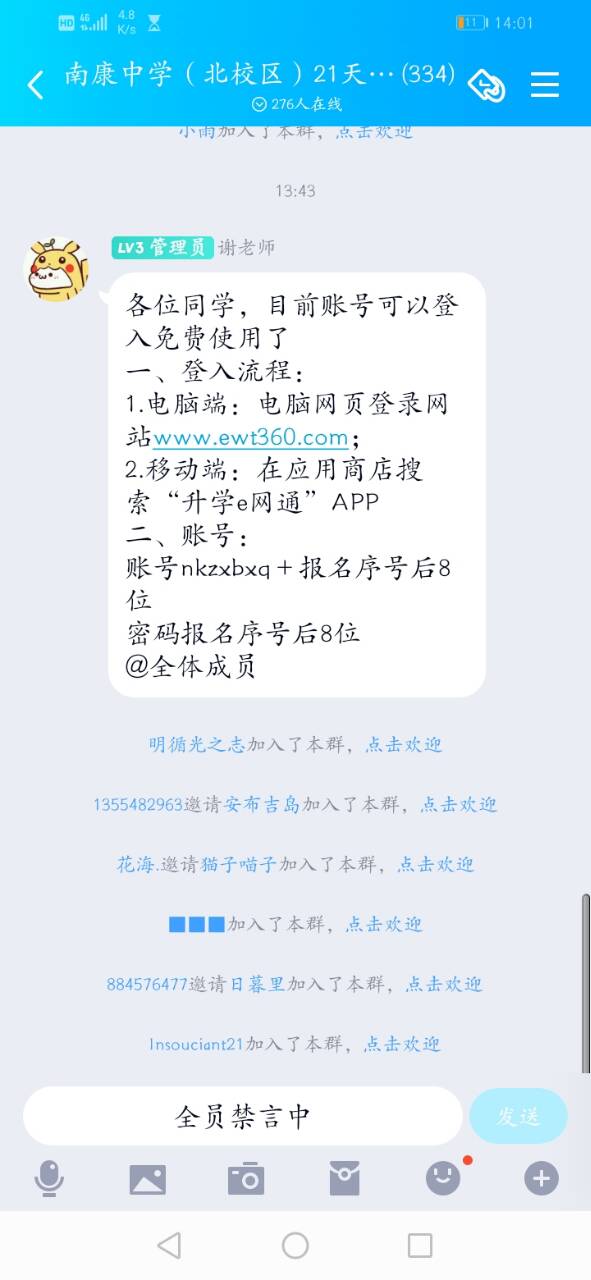 HD 4G 4.8 K/s 11 14:01
南康中学（北校区）21天…(334)
276人在线
小雨加入了本群，点击欢迎
13:43
LV3 管理员 谢老师
各位同学，目前账号可以登
入免费使用了
一、登入流程：
1.电脑端：电脑网页登录网
站www.ewt360.com；
2.移动端：在应用商店搜
索“升学e网通”APP
二、账号：
账号nkzxbxq＋报名序号后8
位
密码报名序号后8位
@全体成员
明循光之志加入了本群，点击欢迎
1355482963邀请安布吉岛加入了本群，点击欢迎
花海.邀请猫子喵子加入了本群，点击欢迎
■■■加入了本群，点击欢迎
884576477邀请日暮里加入了本群，点击欢迎
Insouciant21加入了本群，点击欢迎
全员禁言中
发送